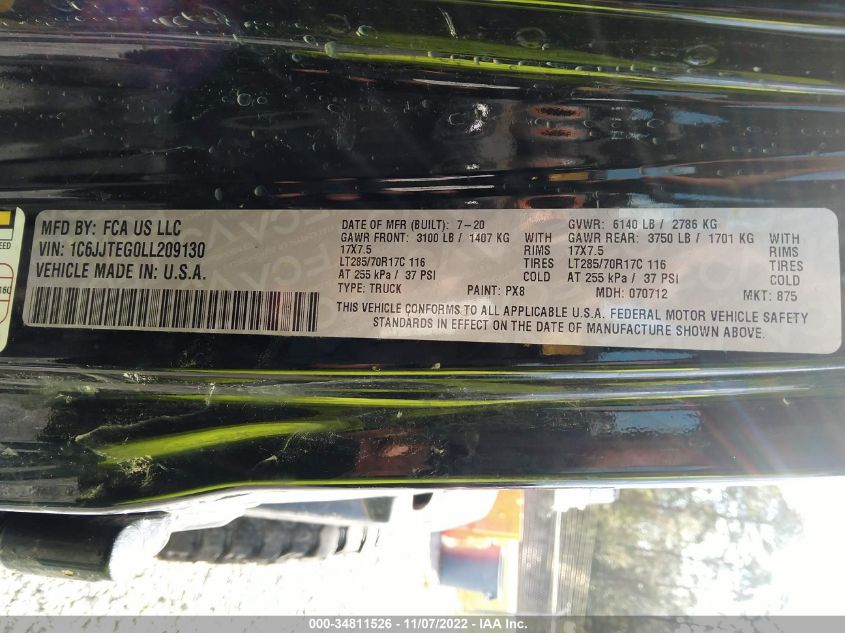 EED
160
MFD BY: FCA US LLC
VIN: 1C6JJTEG0LL209130
VEHICLE MADE IN: U.S.A.
DATE OF MFR (BUILT): 7-20 GVWR: 6140 LB / 2786 KG
GAWR FRONT: 3100 LB / 1407 KG WITH GAWR REAR: 3750 LB / 1701 KG WITH
17X7.5 RIMS 17X7.5 RIMS
LT285/70R17C 116 TIRES LT285/70R17C 116 TIRES
AT 255 kPa / 37 PSI COLD AT 255 kPa / 37 PSI COLD
TYPE: TRUCK PAINT: PX8 MDH: 070712 MKT: 875
THIS VEHICLE CONFORMS TO ALL APPLICABLE U.S.A. FEDERAL MOTOR VEHICLE SAFETY
STANDARDS IN EFFECT ON THE DATE OF MANUFACTURE SHOWN ABOVE.
000-34811526 - 11/07/2022 - IAA Inc.